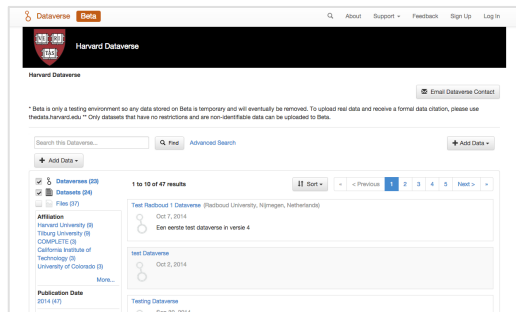 Dataverse Beta About Support Feedback Sign Up Log In
VE RI TAS
Harvard Dataverse
Harvard Dataverse
Email Dataverse Contact
* Beta is only a testing environment so any data stored on Beta is temporary and will eventually be removed. To upload real data and receive a formal data citation, please use
thedata.harvard.edu ** Only datasets that have no restrictions and are non-identifiable data can be uploaded to Beta.
Search this Dataverse... Find Advanced Search + Add Data
+ Add Data
Dataverses (23)
Datasets (24)
Files (37)
1 to 10 of 47 results Sort « < Previous 1 2 3 4 5 Next > »
Affiliation
Harvard University (9)
Tilburg University (9)
COMPLETE (3)
California Institute of
Technology (3)
University of Colorado (3)
More...
Publication Date
2014 (47)
Test Radboud 1 Dataverse (Radboud University, Nijmegen, Netherlands)
Oct 7, 2014
Een eerste test dataverse in versie 4
test Dataverse
Oct 2, 2014
Testing Dataverse